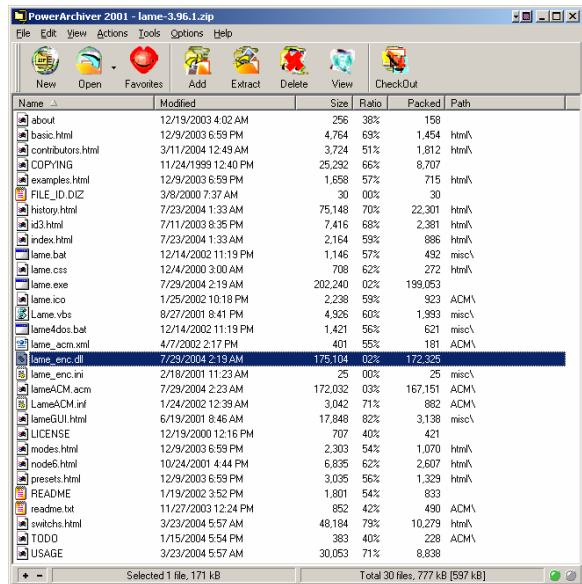 PowerArchiver 2001 - lame-3.96.1.zip
File Edit View Actions Tools Options Help
New Open Favorites Add Extract Delete View CheckOut
Name Modified Size Ratio Packed Path
about 12/19/2003 4:02 AM 256 38% 158
basic.html 12/9/2003 6:59 PM 4,764 69% 1,454 html\
contributors.html 3/11/2004 12:49 AM 3,724 51% 1,812 html\
COPYING 11/24/1999 12:40 PM 25,292 66% 8,707
examples.html 12/9/2003 6:59 PM 1,658 57% 715 html\
FILE_ID.DIZ 3/8/2000 7:37 AM 30 00% 30
history.html 7/23/2004 1:33 AM 75,148 70% 22,301 html\
id3.html 7/11/2003 8:35 PM 7,416 68% 2,381 html\
index.html 7/23/2004 1:33 AM 2,164 59% 886 html\
lame.bat 12/14/2002 11:19 PM 1,146 57% 492 misc\
lame.css 12/4/2000 3:00 AM 708 62% 272 html\
lame.exe 7/29/2004 2:19 AM 202,240 02% 199,053
lame.ico 1/25/2002 10:18 PM 2,238 59% 923 ACM\
Lame.vbs 8/27/2001 8:41 PM 4,926 60% 1,993 misc\
lame4dos.bat 12/14/2002 11:19 PM 1,421 56% 621 misc\
lame_acm.xml 4/7/2002 2:17 PM 401 55% 181 ACM\
lame_enc.dll 7/29/2004 2:19 AM 175,104 02% 172,325
lame_enc.ini 2/18/2001 11:23 AM 25 00% 25 misc\
lameACM.acm 7/29/2004 2:23 AM 172,032 03% 167,151 ACM\
LameACM.inf 1/24/2002 12:39 AM 3,042 71% 882 ACM\
lameGUI.html 6/19/2001 8:46 AM 17,848 82% 3,138 misc\
LICENSE 12/19/2000 12:16 PM 707 40% 421
modes.html 12/9/2003 6:59 PM 2,303 54% 1,070 html\
node6.html 10/24/2001 4:44 PM 6,835 62% 2,607 html\
presets.html 12/9/2003 6:59 PM 3,035 56% 1,329 html\
README 1/19/2002 3:52 PM 1,801 54% 833
readme.txt 11/27/2003 12:24 PM 852 42% 490 ACM\
switchs.html 3/23/2004 5:57 AM 48,184 79% 10,279 html\
TODO 1/15/2004 5:54 PM 383 40% 228 ACM\
USAGE 3/23/2004 5:57 AM 30,053 71% 8,838
Selected 1 file, 171 kB Total 30 files, 777 kB [597 kB]